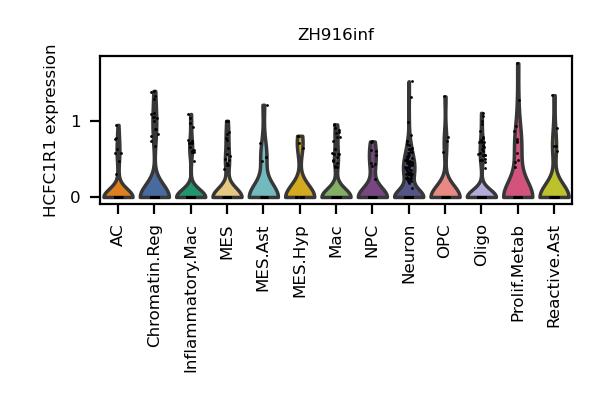 ZH916inf
HCFC1R1 expression
1
0
AC
Chromatin.Reg
Inflammatory.Mac
MES
MES.Ast
MES.Hyp
Mac
NPC
Neuron
OPC
Oligo
Prolif.Metab
Reactive.Ast